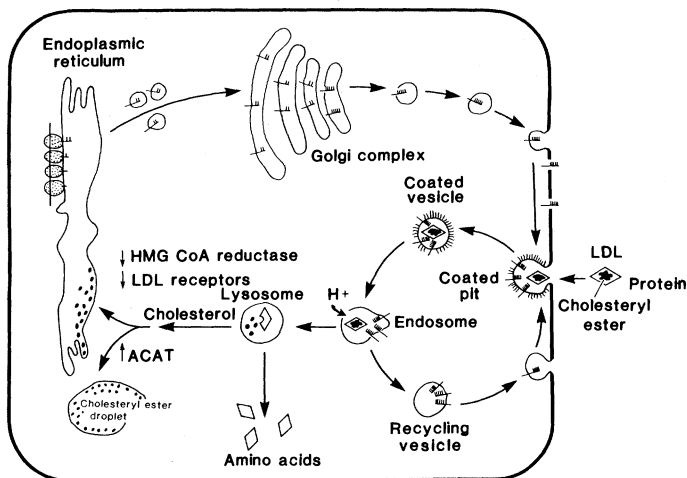 Endoplasmic
reticulum
Golgi complex
Coated
vesicle
↓ HMG CoA reductase
↓ LDL receptors
Lysosome
Cholesterol
↑ ACAT
H+
Endosome
Coated
pit
LDL
Protein
Cholesteryl
ester
Cholesteryl ester
droplet
Recycling
vesicle
Amino acids